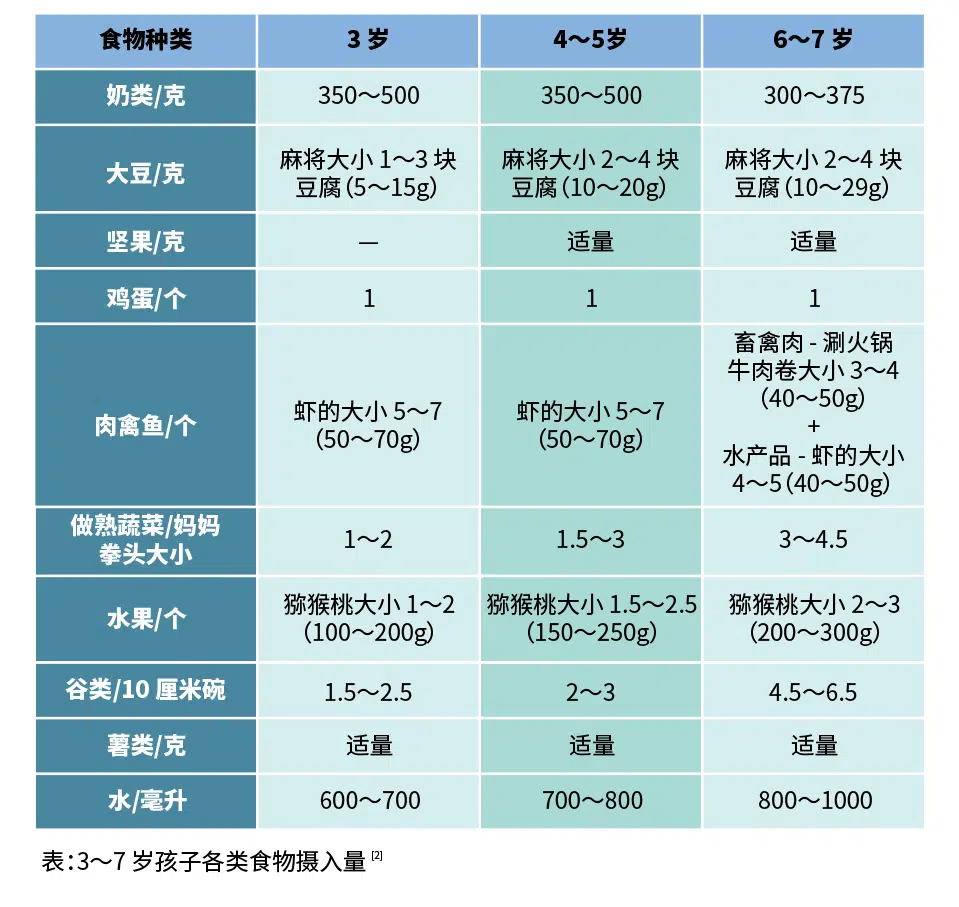 食物种类 3 岁 4～5岁 6～7 岁
奶类/克 350～500 350～500 300～375
大豆/克
麻将大小 1～3 块
豆腐（5～15g）
麻将大小 2～4 块
豆腐（10～20g）
麻将大小 2～4 块
豆腐（10～29g）
坚果/克 — 适量 适量
鸡蛋/个 1 1 1
肉禽鱼/个
虾的大小 5～7
（50～70g）
虾的大小 5～7
（50～70g）
畜禽肉 - 涮火锅
牛肉卷大小 3～4
（40～50g）
+
水产品 - 虾的大小
4～5（40～50g）
做熟蔬菜/妈妈
拳头大小
1～2 1.5～3 3～4.5
水果/个
猕猴桃大小 1～2
（100～200g）
猕猴桃大小 1.5～2.5
（150～250g）
猕猴桃大小 2～3
（200～300g）
谷类/10 厘米碗 1.5～2.5 2～3 4.5～6.5
薯类/克 适量 适量 适量
水/毫升 600～700 700～800 800～1000
表：3～7 岁孩子各类食物摄入量 [2]